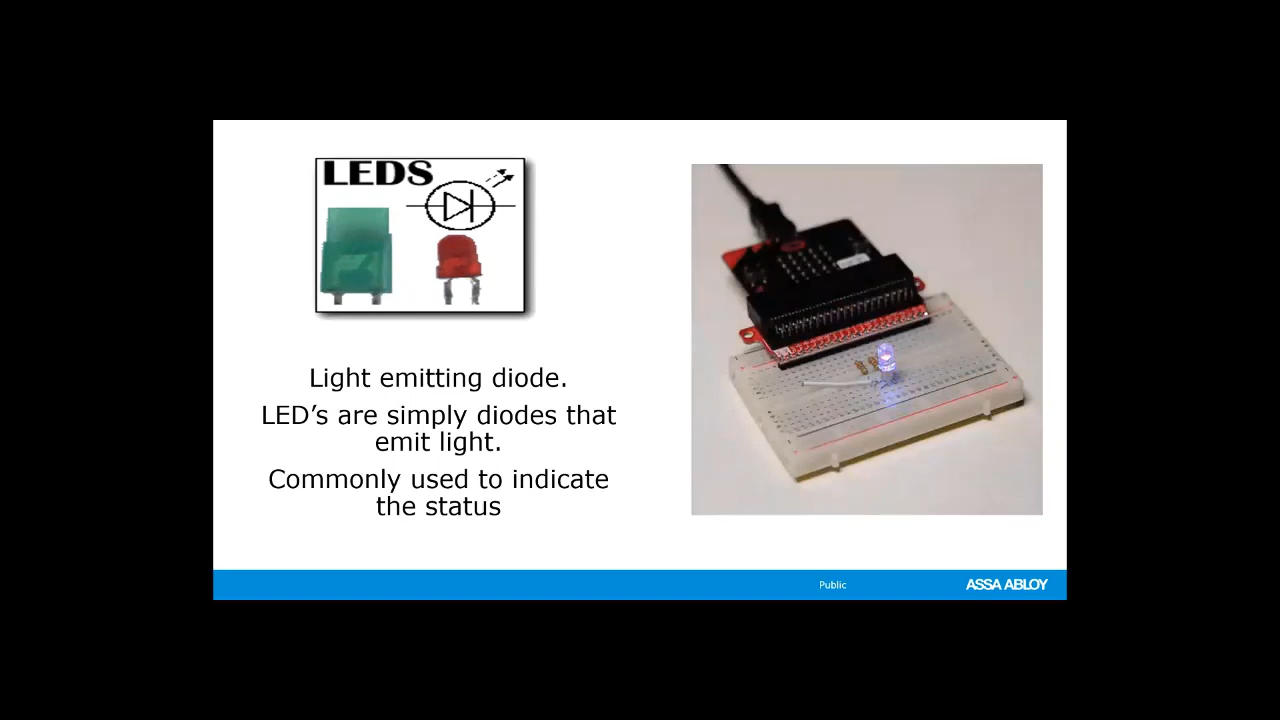 LEDS
Light emitting diode.
LED’s are simply diodes that
emit light.
Commonly used to indicate
the status
Public
ASSA ABLOY